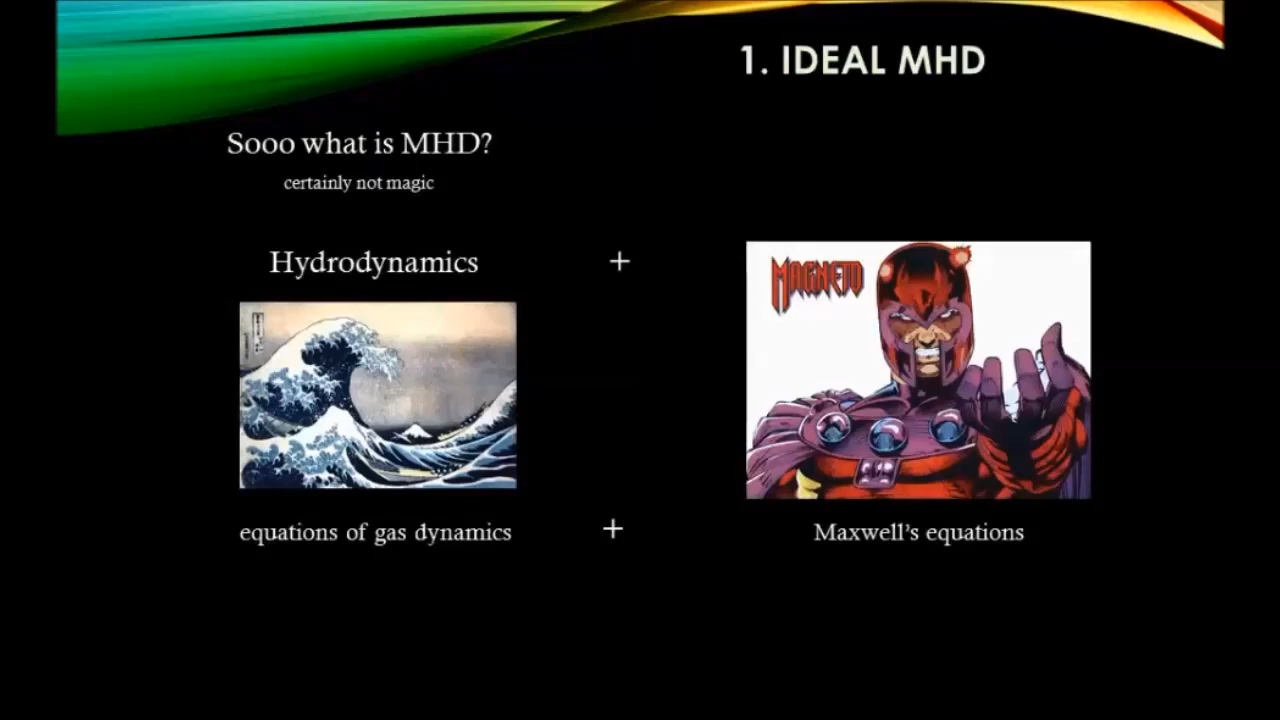 1. IDEAL MHD
Sooo what is MHD?
certainly not magic
Hydrodynamics
+
MAGNETO
equations of gas dynamics
+
Maxwell's equations